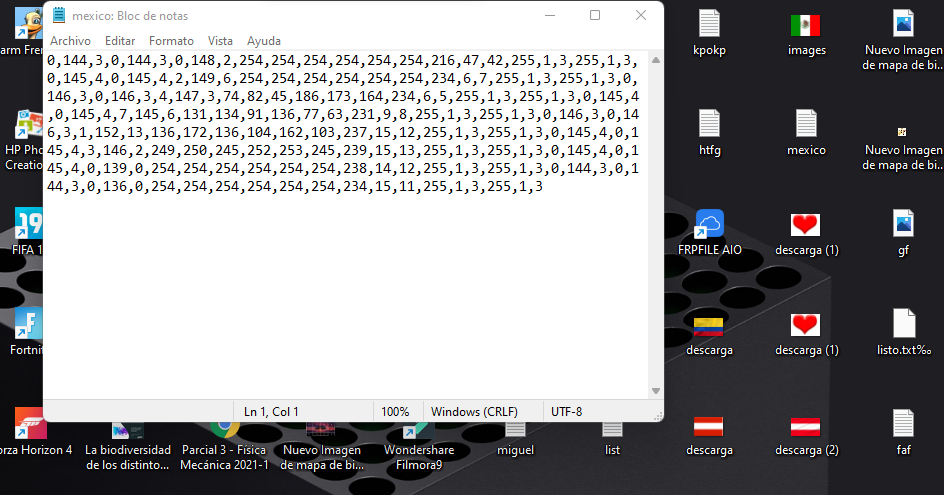 mexico: Bloc de notas
Archivo Editar Formato Vista Ayuda
0,144,3,0,144,3,0,148,2,254,254,254,254,254,254,216,47,42,255,1,3,255,1,3,
0,145,4,0,145,4,2,149,6,254,254,254,254,254,254,254,234,6,7,255,1,3,255,1,3,0,
146,3,0,146,3,4,147,3,74,82,45,186,173,164,234,6,5,255,1,3,255,1,3,0,145,4
,0,145,4,7,145,6,131,134,91,136,77,63,231,9,8,255,1,3,255,1,3,0,146,3,0,14
6,3,1,152,13,136,172,136,104,162,103,237,15,12,255,1,3,255,1,3,0,145,4,0,1
45,4,3,146,2,249,250,245,252,253,245,239,15,13,255,1,3,255,1,3,0,145,4,0,1
45,4,0,139,0,254,254,254,254,254,254,238,14,12,255,1,3,255,1,3,0,144,3,0,1
44,3,0,136,0,254,254,254,254,254,254,234,15,11,255,1,3,255,1,3
Ln 1, Col 1
100%
Windows (CRLF)
UTF-8
arm Fre
kpokp
images
Nuevo Imagen
de mapa de bi...
HP Pho
Creatio
htfg
mexico
Nuevo Imagen
de mapa de bi...
19
FIFA 1
FRPFILE AIO
descarga (1)
gf
Fortnit
descarga
descarga (1)
listo.txt‰
orza Horizon 4
La biodiversidad
de los distinto...
Parcial 3 - Fisica
Mecánica 2021-1
Nuevo Imagen
de mapa de bi...
Wondershare
Filmora9
miguel
list
descarga
descarga (2)
faf